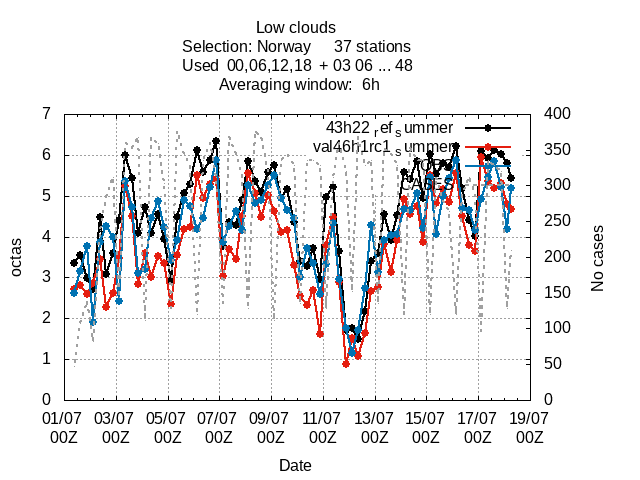 Low clouds
Selection: Norway 37 stations
Used 00,06,12,18 + 03 06 ... 48
Averaging window: 6h
43h22_ref_summer
val46h1rc1_summer
OBS
CASES
7
6
5
4
3
2
1
0
octas
400
350
300
250
200
150
100
50
0
No cases
01/07 03/07 05/07 07/07 09/07 11/07 13/07 15/07 17/07 19/07
00Z 00Z 00Z 00Z 00Z 00Z 00Z 00Z 00Z 00Z
Date